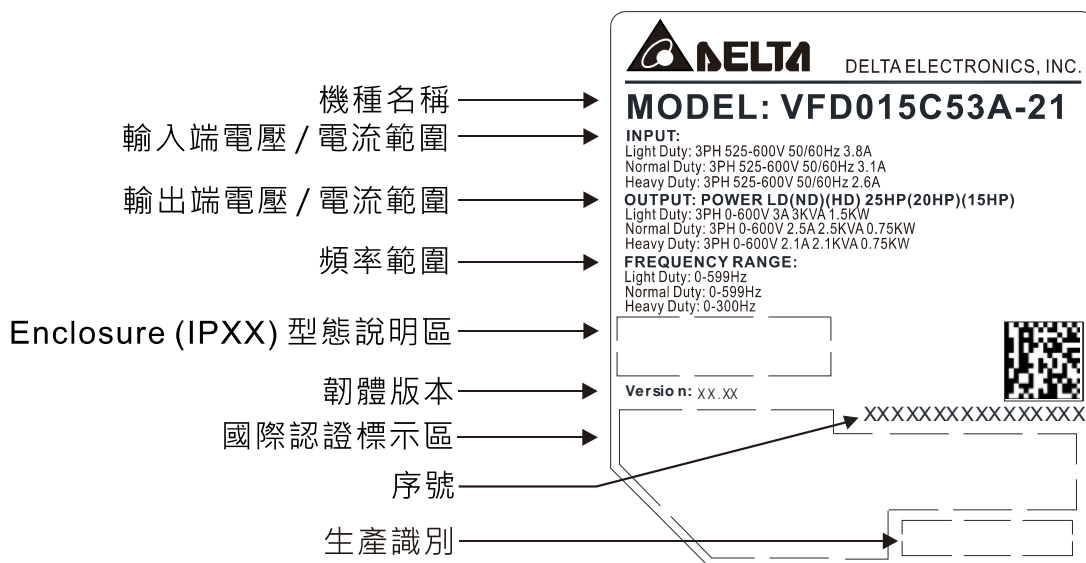 DELTA DELTA ELECTRONICS, INC.
機種名稱
MODEL: VFD015C53A-21
輸入端電壓 / 電流範圍
INPUT:
Light Duty: 3PH 525-600V 50/60Hz 3.8A
Normal Duty: 3PH 525-600V 50/60Hz 3.1A
Heavy Duty: 3PH 525-600V 50/60Hz 2.6A
輸出端電壓 / 電流範圍
OUTPUT: POWER LD(ND)(HD) 25HP(20HP)(15HP)
Light Duty: 3PH 0-600V 3A 3KVA 1.5KW
Normal Duty: 3PH 0-600V 2.5A 2.5KVA 0.75KW
Heavy Duty: 3PH 0-600V 2.1A 2.1KVA 0.75KW
頻率範圍
FREQUENCY RANGE:
Light Duty: 0-599Hz
Normal Duty: 0-599Hz
Heavy Duty: 0-300Hz
Enclosure (IPXX) 型態說明區
韌體版本
Version: XX.XX
國際認證標示區
序號
XXXXXXXXXXXXXXXX
生產識別